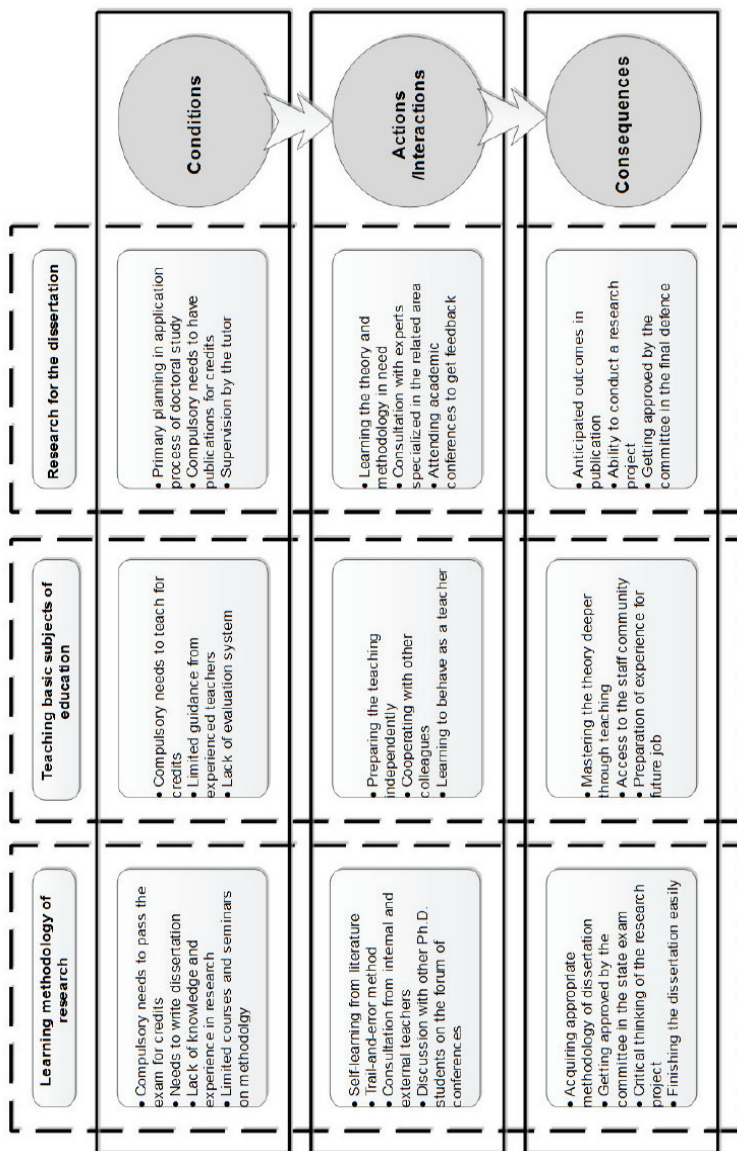 Learning methodology of
research
Teaching basic subjects of
education
Research for the dissertation
• Compulsory needs to pass the
exam for credits
• Needs to write dissertation
• Lack of knowledge and
experience in research
• Limited courses and seminars
on methodolgy
• Compulsory needs to teach for
credits
• Limited guidance from
experienced teachers
• Lack of evaluation system
• Primary planning in application
process of doctoral study
• Compulsory needs to have
publications for credits
• Supervision by the tutor
Conditions
• Self-learning from literature
• Trail-and-error method
• Consultation from internal and
external teachers
• Discussion with other Ph.D.
students on the forum of
conferences
• Preparing the teaching
independently
• Cooperating with other
colleagues
• Learning to behave as a teacher
• Learning the theory and
methodology in need
• Consultation with experts
specialized in the related area
• Attending academic
conferences to get feedback
Actions
/Interactions
• Acquiring appropriate
methodology of dissertation
• Getting approved by the
committee in the state exam
• Critical thinking of the research
project
• Finishing the dissertation easily
• Mastering the theory deeper
through teaching
• Access to the staff community
• Preparation of experience for
future job
• Anticipated outcomes in
publication
• Ability to conduct a research
project
• Getting approved by the
committee in the final defence
Consequences